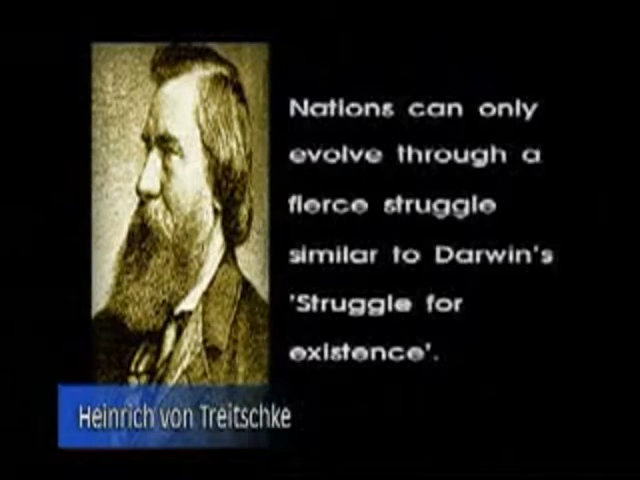 Nations can only
evolve through a
fierce struggle
similar to Darwin's
'Struggle for
existence'.
Heinrich von Treitschke